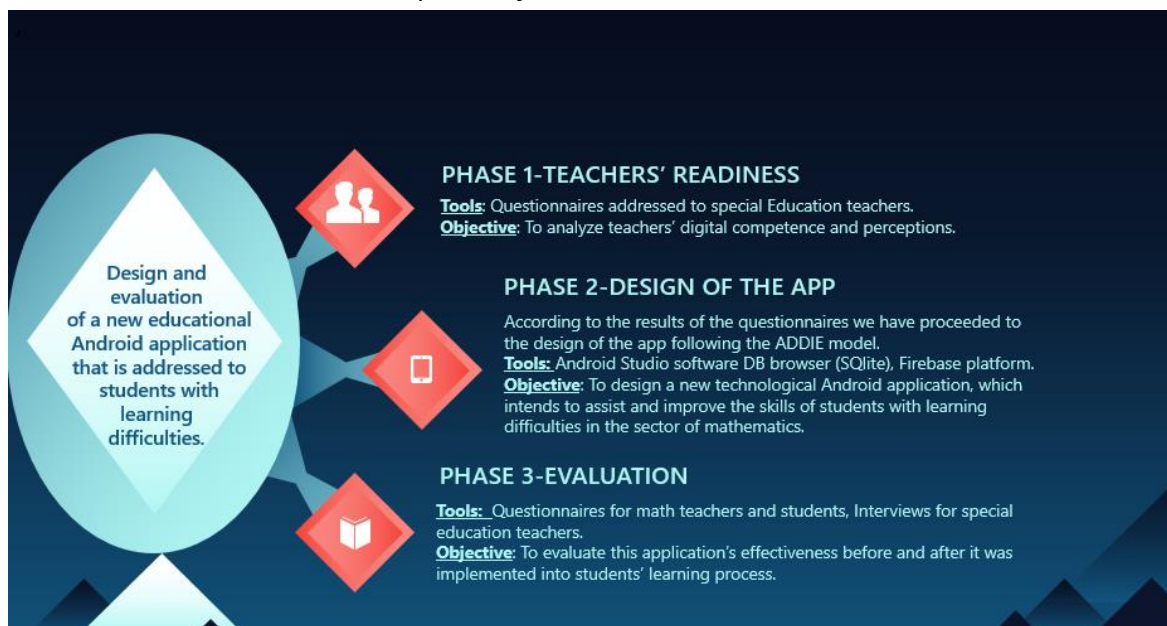 Design and
evaluation
of a new educational
Android application
that is addressed to
students with
learning
difficulties.
PHASE 1-TEACHERS’ READINESS
Tools: Questionnaires addressed to special Education teachers.
Objective: To analyze teachers’ digital competence and perceptions.
PHASE 2-DESIGN OF THE APP
According to the results of the questionnaires we have proceeded to
the design of the app following the ADDIE model.
Tools: Android Studio software DB browser (SQlite), Firebase platform.
Objective: To design a new technological Android application, which
intends to assist and improve the skills of students with learning
difficulties in the sector of mathematics.
PHASE 3-EVALUATION
Tools: Questionnaires for math teachers and students, Interviews for special
education teachers.
Objective: To evaluate this application’s effectiveness before and after it was
implemented into students’ learning process.